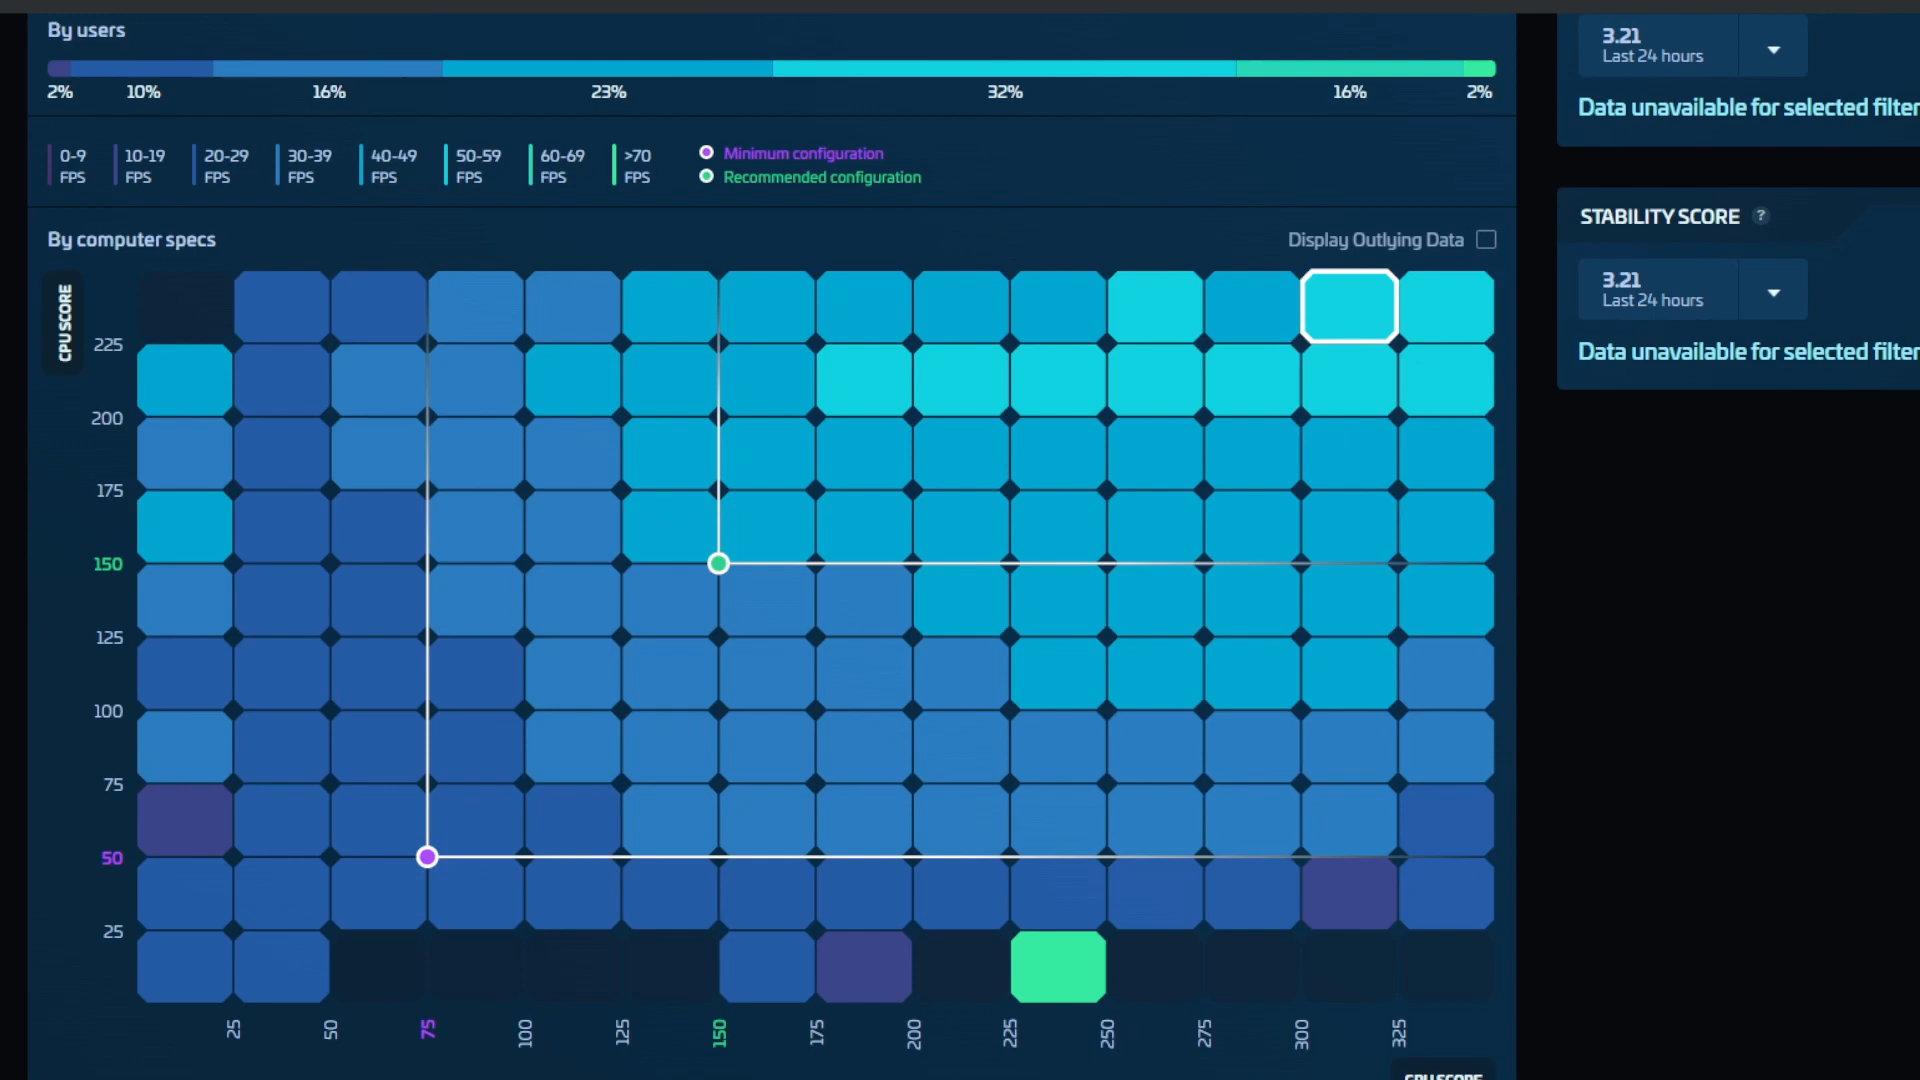 By users
3.21
Last 24 hours
2% 10% 16% 23% 32% 16% 2%
Data unavailable for selected filter
0-9 FPS
10-19 FPS
20-29 FPS
30-39 FPS
40-49 FPS
50-59 FPS
60-69 FPS
>70 FPS
Minimum configuration
Recommended configuration
By computer specs
Display Outlying Data
STABILITY SCORE ?
3.21
Last 24 hours
Data unavailable for selected filter
CPU SCORE
225
200
175
150
125
100
75
50
25
25 50 75 100 125 150 175 200 225 250 275 300 325